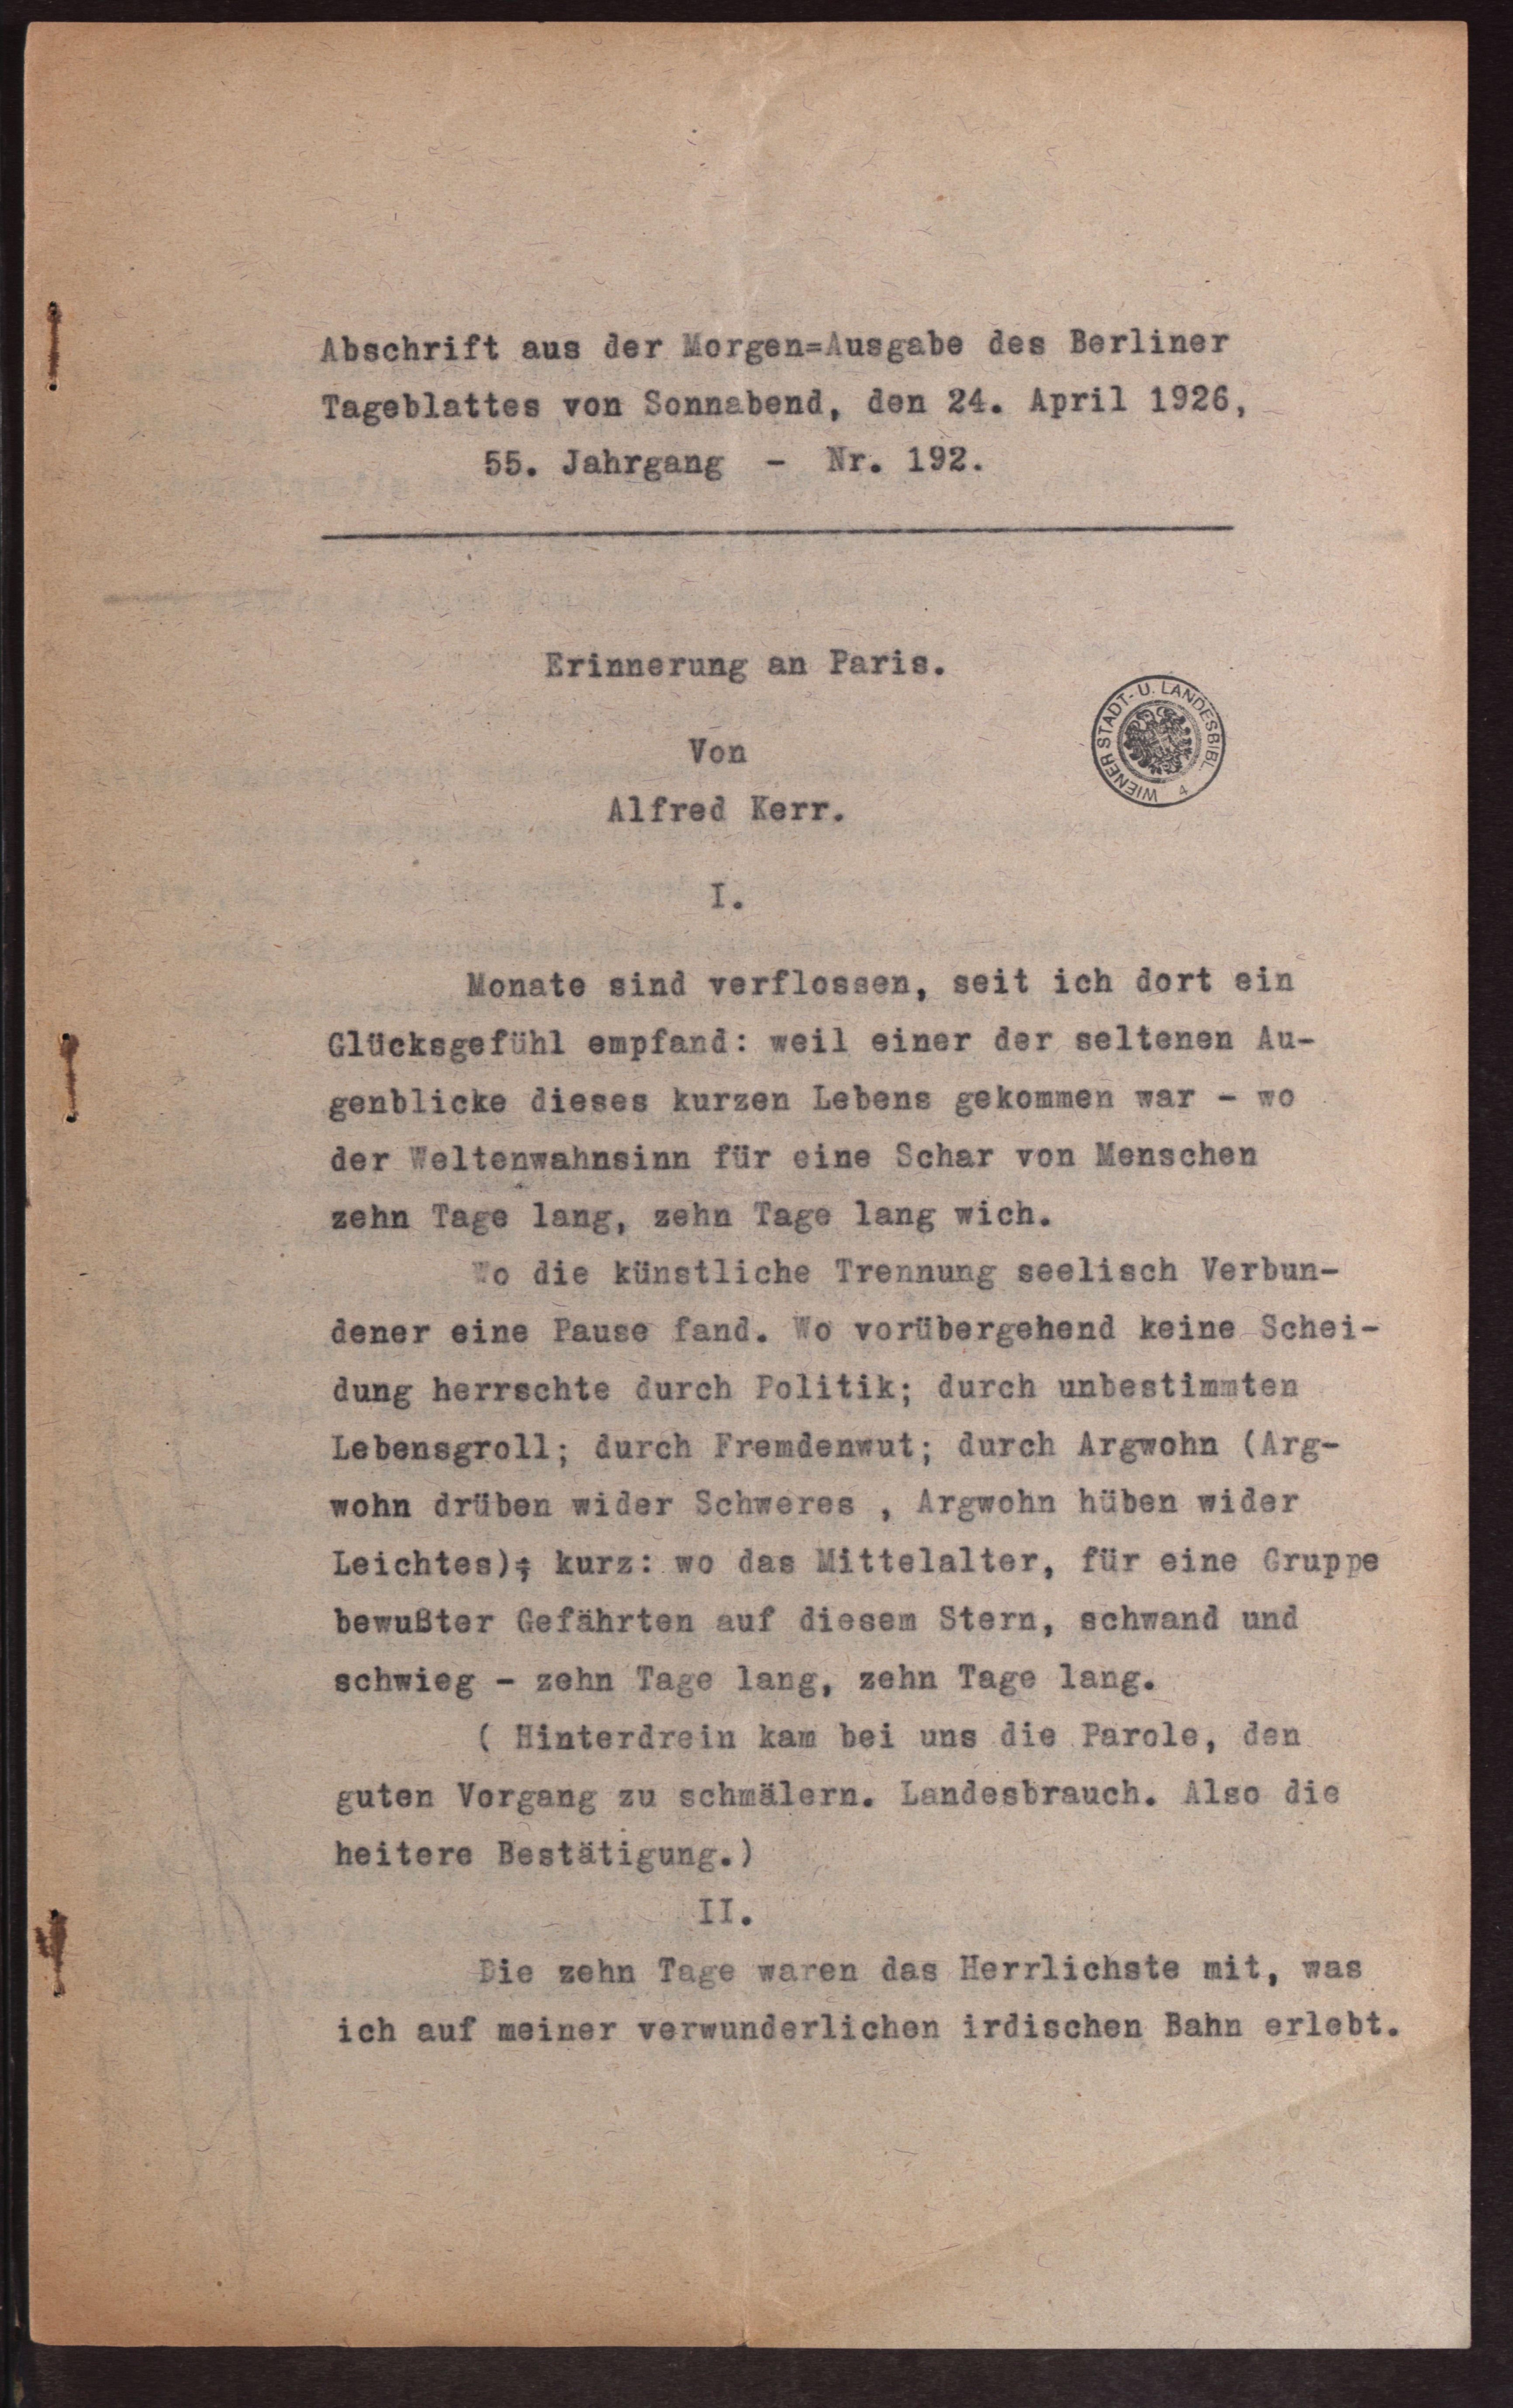 Abschrift aus der Morgen=Ausgabe des Berliner
Tageblattes von Sonnabend, den 24. April 1926,
55. Jahrgang - Nr. 192.
Erinnerung an Paris.
WIENER STADT- U. LANDESBIBL. 4
Von
Alfred Kerr.
I.
Monate sind verflossen, seit ich dort ein
Glücksgefühl empfand: weil einer der seltenen Au-
genblicke dieses kurzen Lebens gekommen war - wo
der Weltenwahnsinn für eine Schar von Menschen
zehn Tage lang, zehn Tage lang wich.
Wo die künstliche Trennung seelisch Verbun-
dener eine Pause fand. Wo vorübergehend keine Schei-
dung herrschte durch Politik; durch unbestimmten
Lebensgroll; durch Fremdenwut; durch Argwohn (Arg-
wohn drüben wider Schweres , Argwohn hüben wider
Leichtes); kurz: wo das Mittelalter, für eine Gruppe
bewußter Gefährten auf diesem Stern, schwand und
schwieg - zehn Tage lang, zehn Tage lang.
( Hinterdrein kam bei uns die Parole, den
guten Vorgang zu schmälern. Landesbrauch. Also die
heitere Bestätigung.)
II.
Die zehn Tage waren das Herrlichste mit, was
ich auf meiner verwunderlichen irdischen Bahn erlebt.